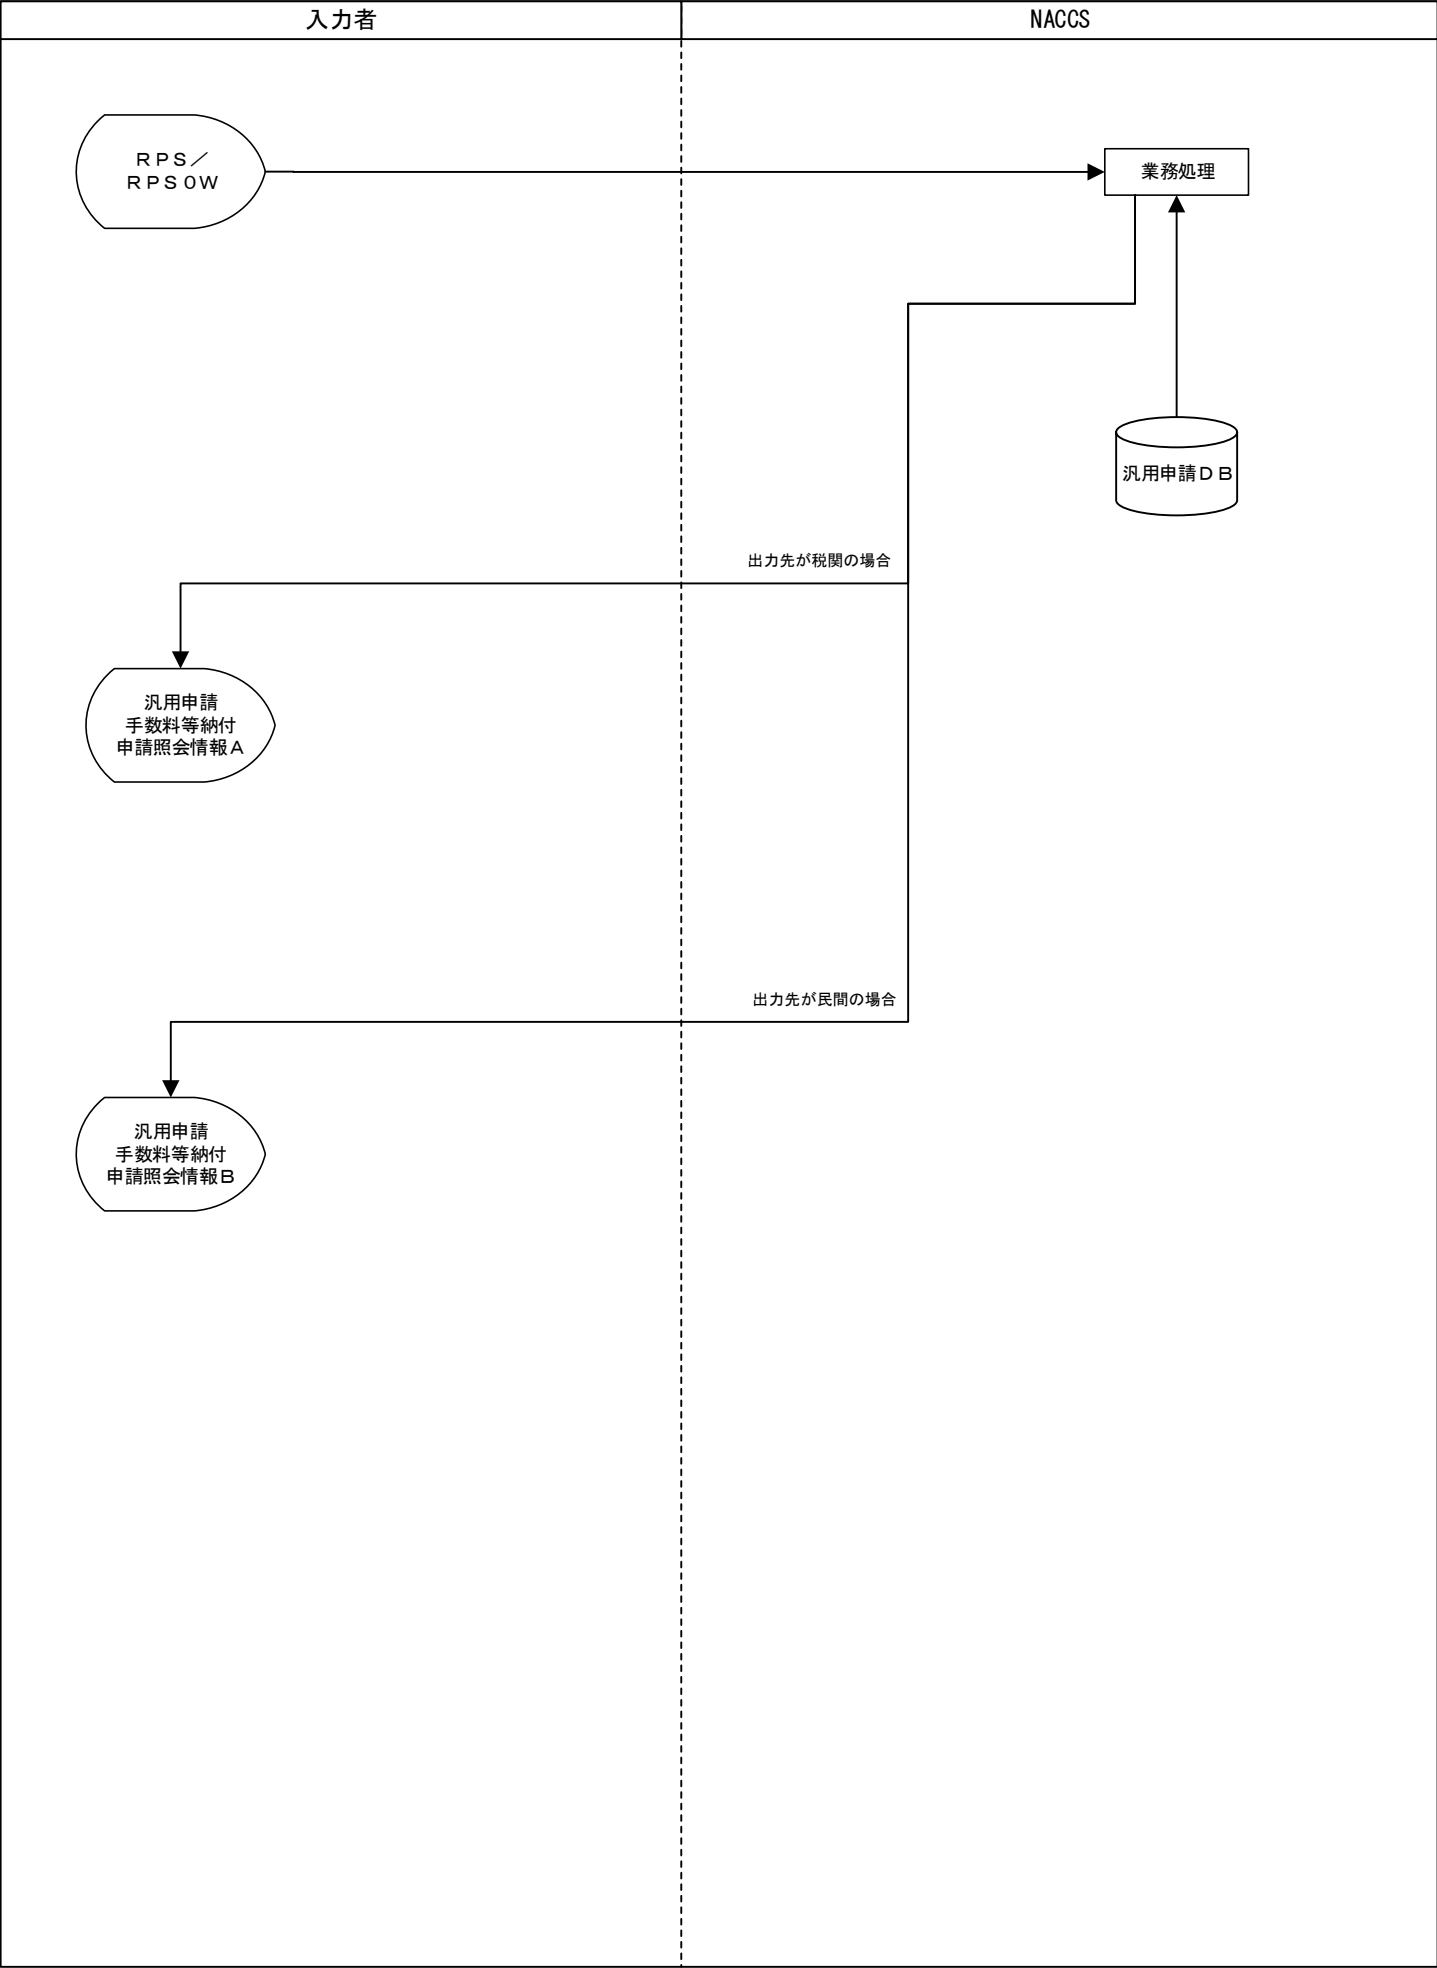 入力者
NACCS
ＲＰＳ／
ＲＰＳ０Ｗ
業務処理
汎用申請ＤＢ
出力先が税関の場合
汎用申請
手数料等納付
申請照会情報Ａ
出力先が民間の場合
汎用申請
手数料等納付
申請照会情報Ｂ